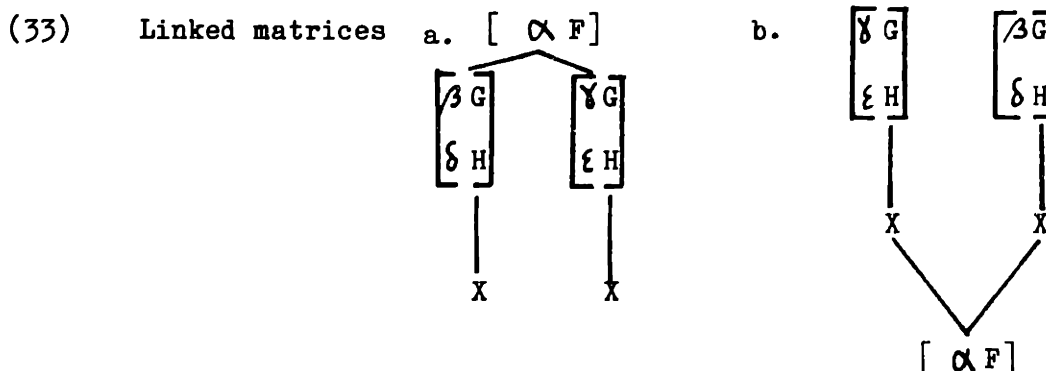 (33) Linked matrices a. [ α F] b.
[β G [γ G] [γ G] [β G
δ H] ε H] ε H] δ H]
X X
X X
[ α F]